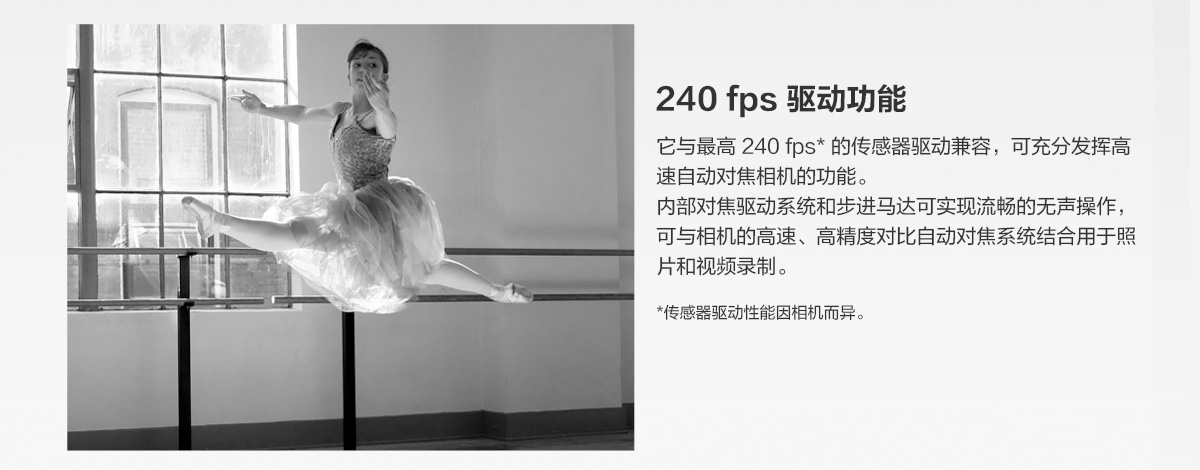 240 fps 驱动功能
它与最高 240 fps* 的传感器驱动兼容，可充分发挥高
速自动对焦相机的功能。
内部对焦驱动系统和步进马达可实现流畅的无声操作，
可与相机的高速、高精度对比自动对焦系统结合用于照
片和视频录制。
*传感器驱动性能因相机而异。